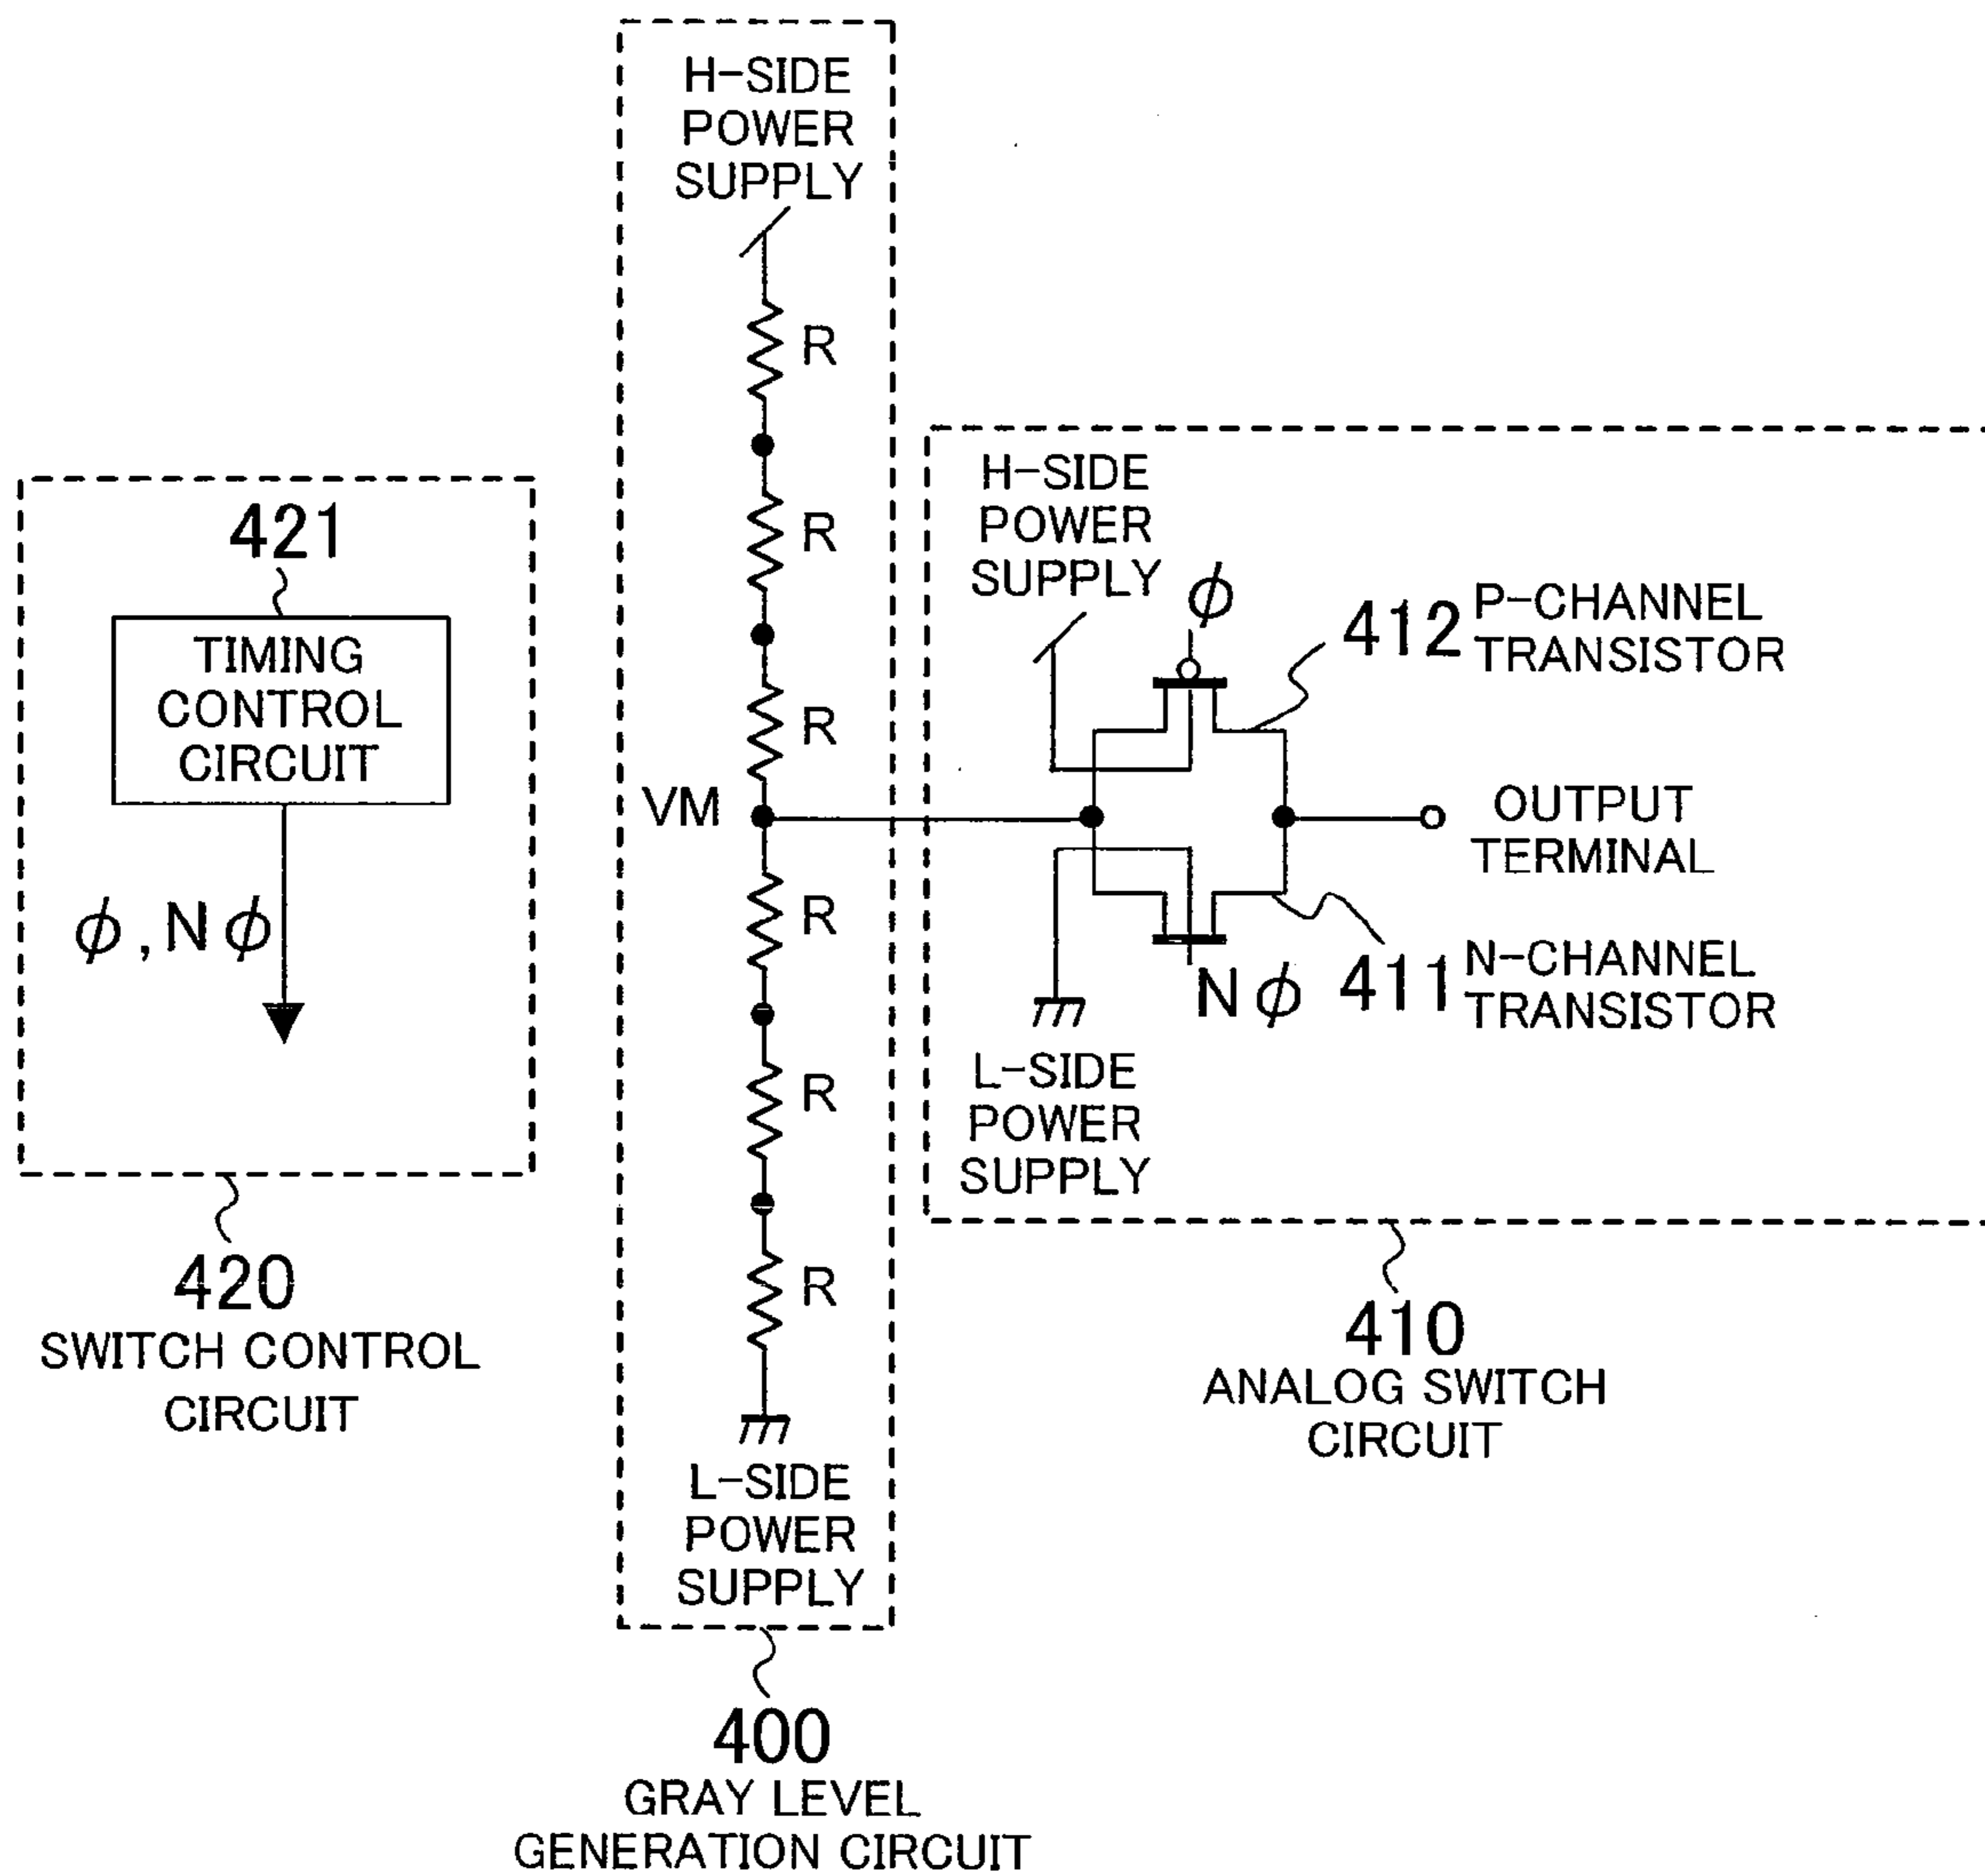 H-SIDE
POWER
SUPPLY
R
R
R
VM
R
R
R
L-SIDE
POWER
SUPPLY
400
GRAY LEVEL
GENERATION CIRCUIT
421
TIMING
CONTROL
CIRCUIT
ϕ, Nϕ
420
SWITCH CONTROL
CIRCUIT
H-SIDE
POWER
SUPPLY
ϕ
412 P-CHANNEL
TRANSISTOR
OUTPUT
TERMINAL
Nϕ
411 N-CHANNEL
TRANSISTOR
L-SIDE
POWER
SUPPLY
410
ANALOG SWITCH
CIRCUIT